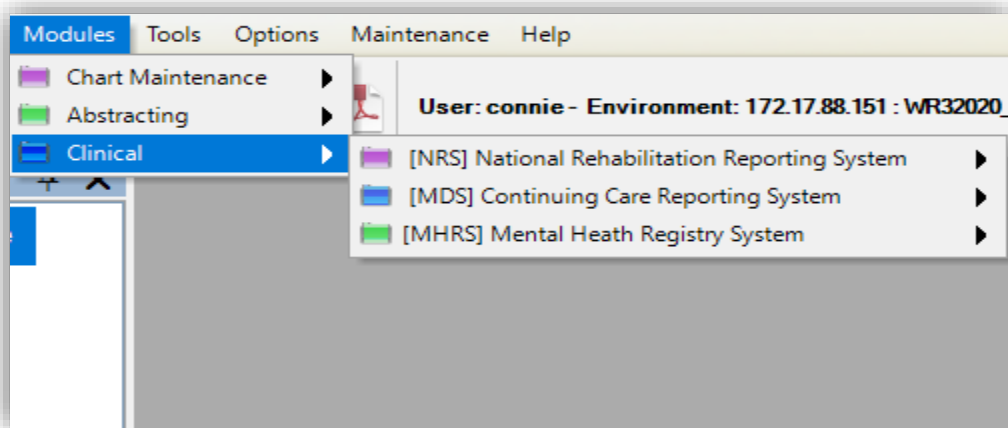 Modules Tools Options Maintenance Help
Chart Maintenance
Abstracting
User: connie - Environment: 172.17.88.151 : WR32020_
Clinical
[NRS] National Rehabilitation Reporting System
[MDS] Continuing Care Reporting System
[MHRS] Mental Heath Registry System